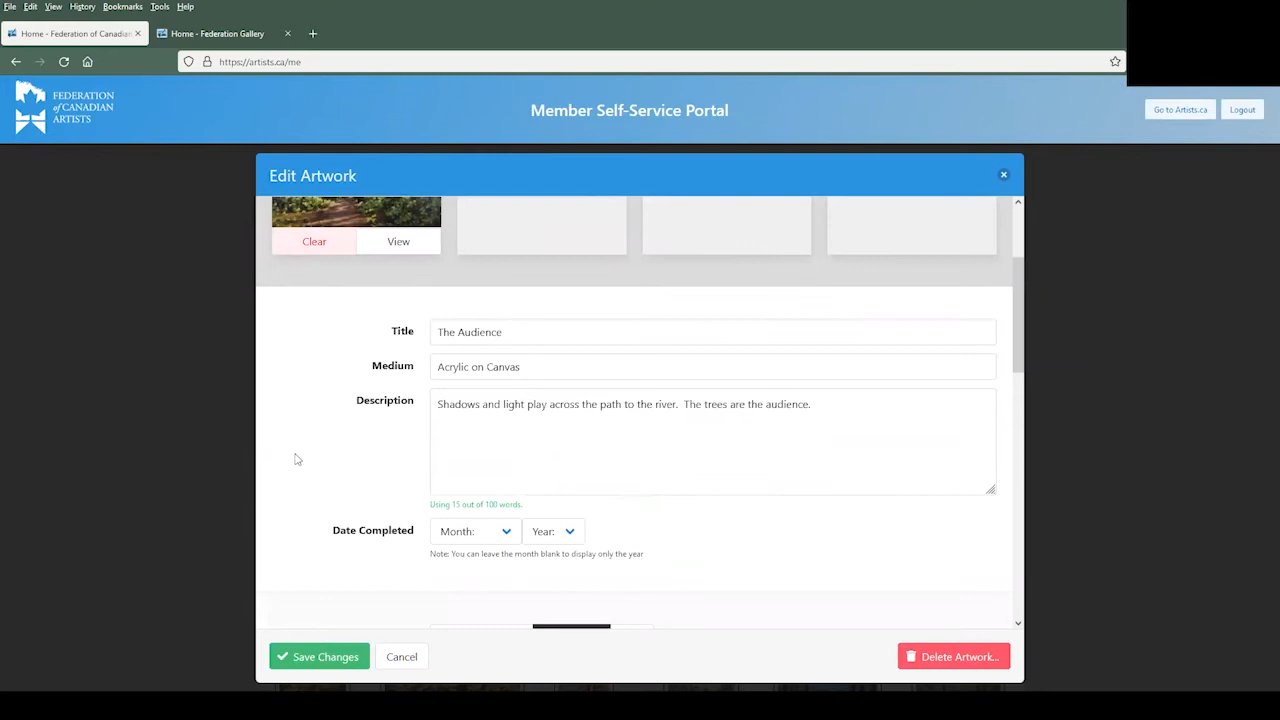 File Edit View History Bookmarks Tools Help
Home - Federation of Canadian
Home - Federation Gallery
https://artists.ca/me
FEDERATION
of CANADIAN
ARTISTS
Member Self-Service Portal
Go to Artists.ca
Logout
Edit Artwork
Clear
View
Title
The Audience
Medium
Acrylic on Canvas
Description
Shadows and light play across the path to the river. The trees are the audience.
Using 15 out of 100 words.
Date Completed
Month:
Year:
Note: You can leave the month blank to display only the year
Save Changes
Cancel
Delete Artwork...